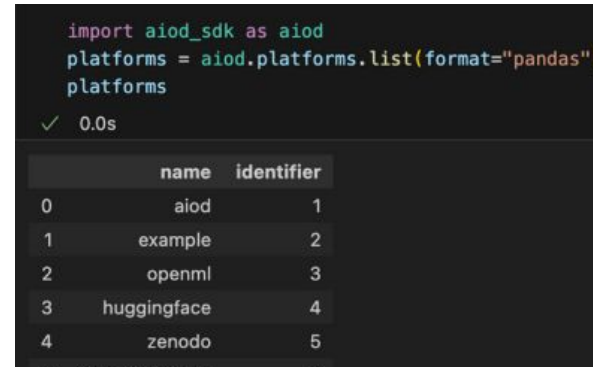 import aiod_sdk as aiod
platforms = aiod.platforms.list(format="pandas"
platforms
✓ 0.0s
name identifier
0 aiod 1
1 example 2
2 openml 3
3 huggingface 4
4 zenodo 5